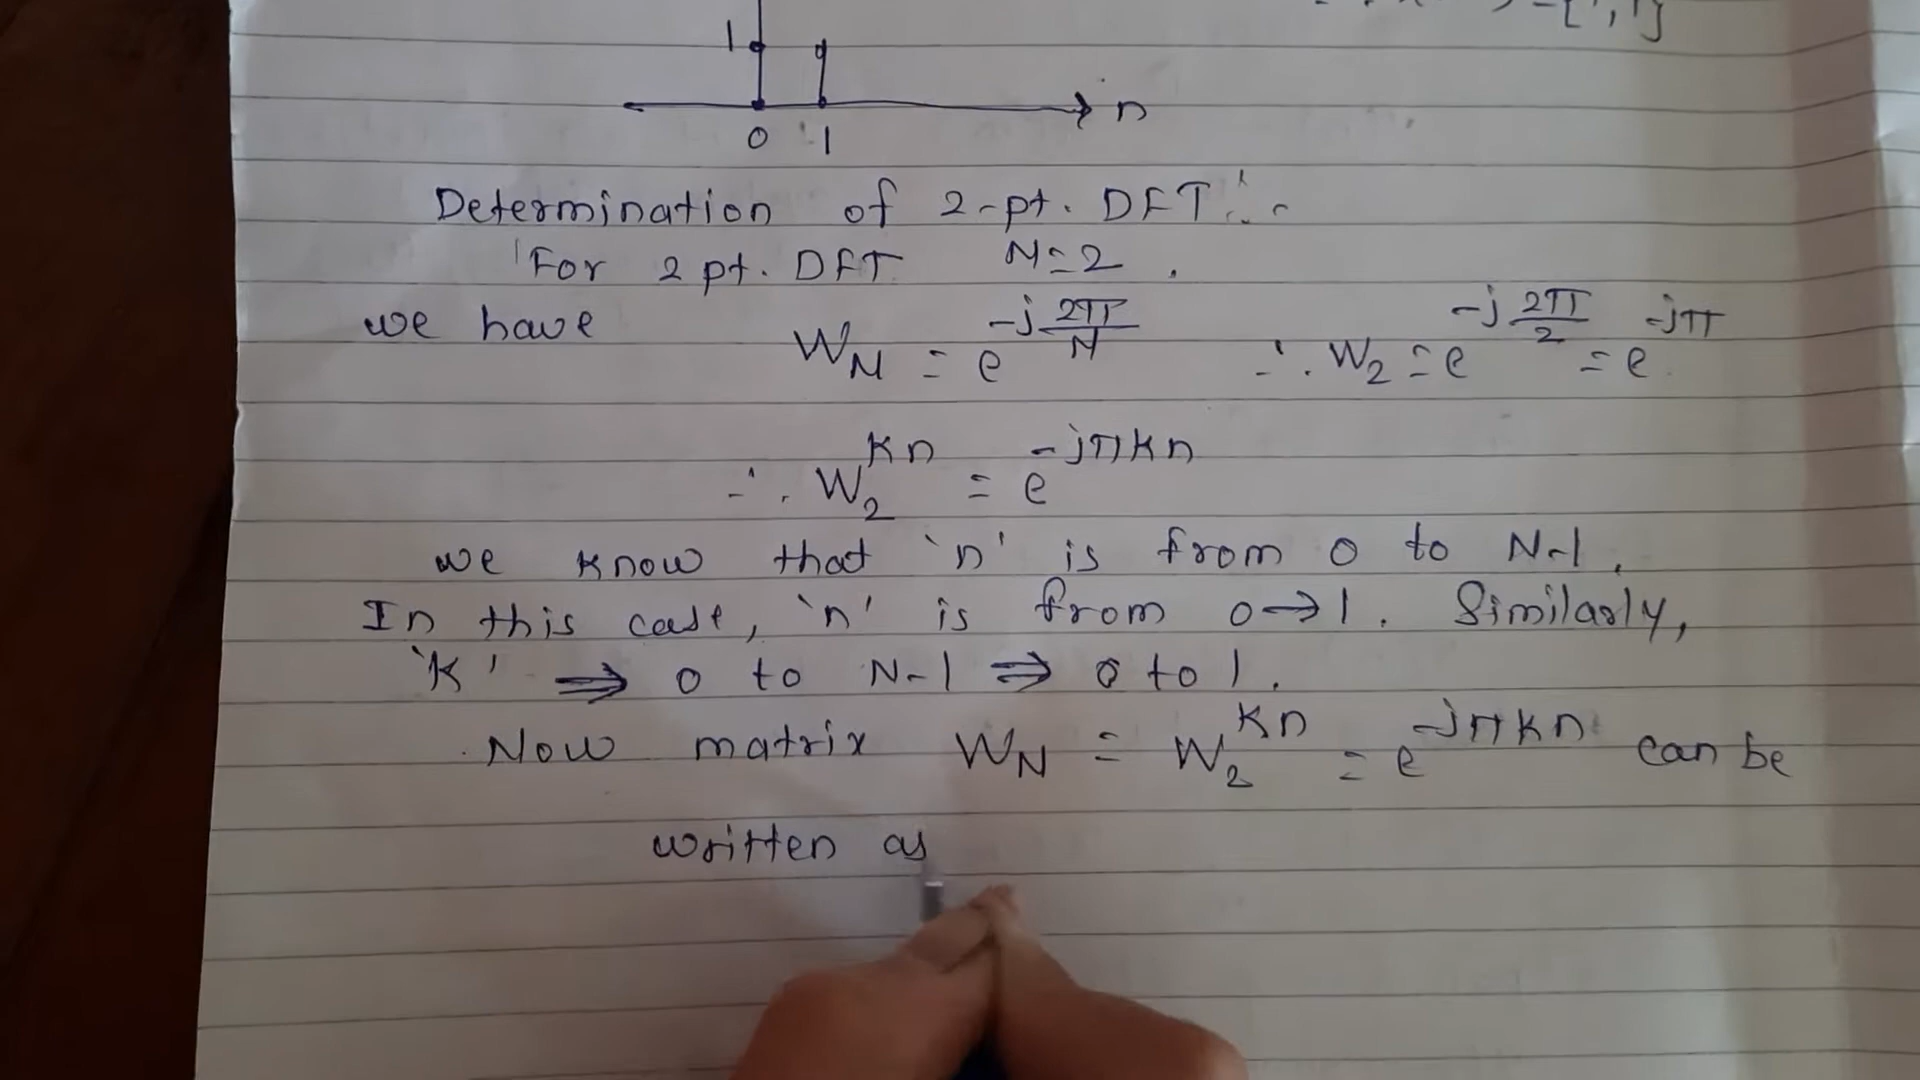 1
n
0 1
Determination of 2-pt. DFT :-
For 2 pt. DFT N=2.
we have W_N = e^{-j 2π/N} ∴ W_2 = e^{-j 2π/2} = e^{-jπ}
∴ W_2^{kn} = e^{-jπkn}
we know that 'n' is from 0 to N-1.
In this case, 'n' is from 0→1. Similarly,
'K' ⇒ 0 to N-1 ⇒ 0 to 1.
Now matrix W_N = W_2^{kn} = e^{-jπkn} can be
written as